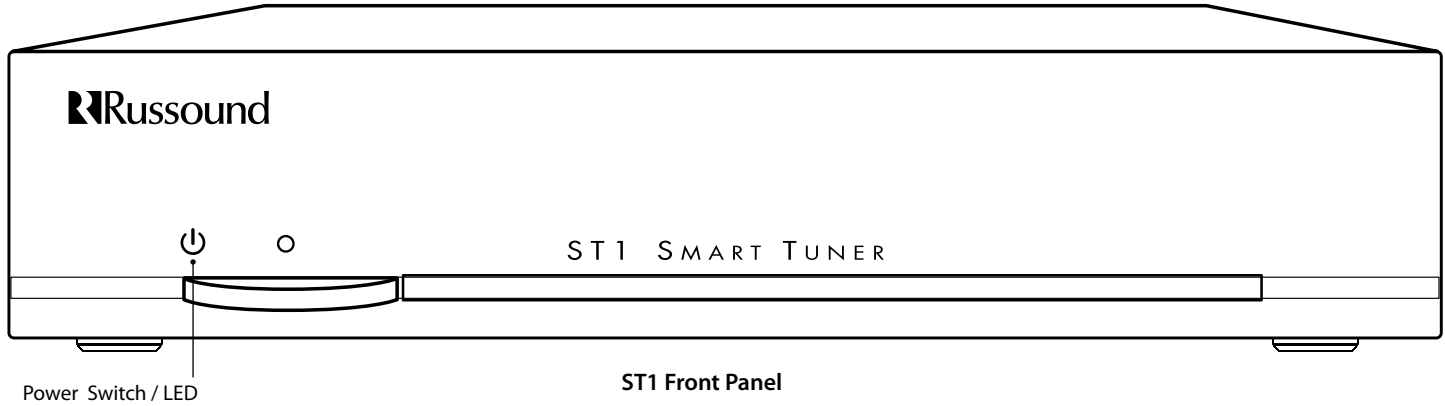 Russound
ST1 SMART TUNER
Power Switch / LED
ST1 Front Panel